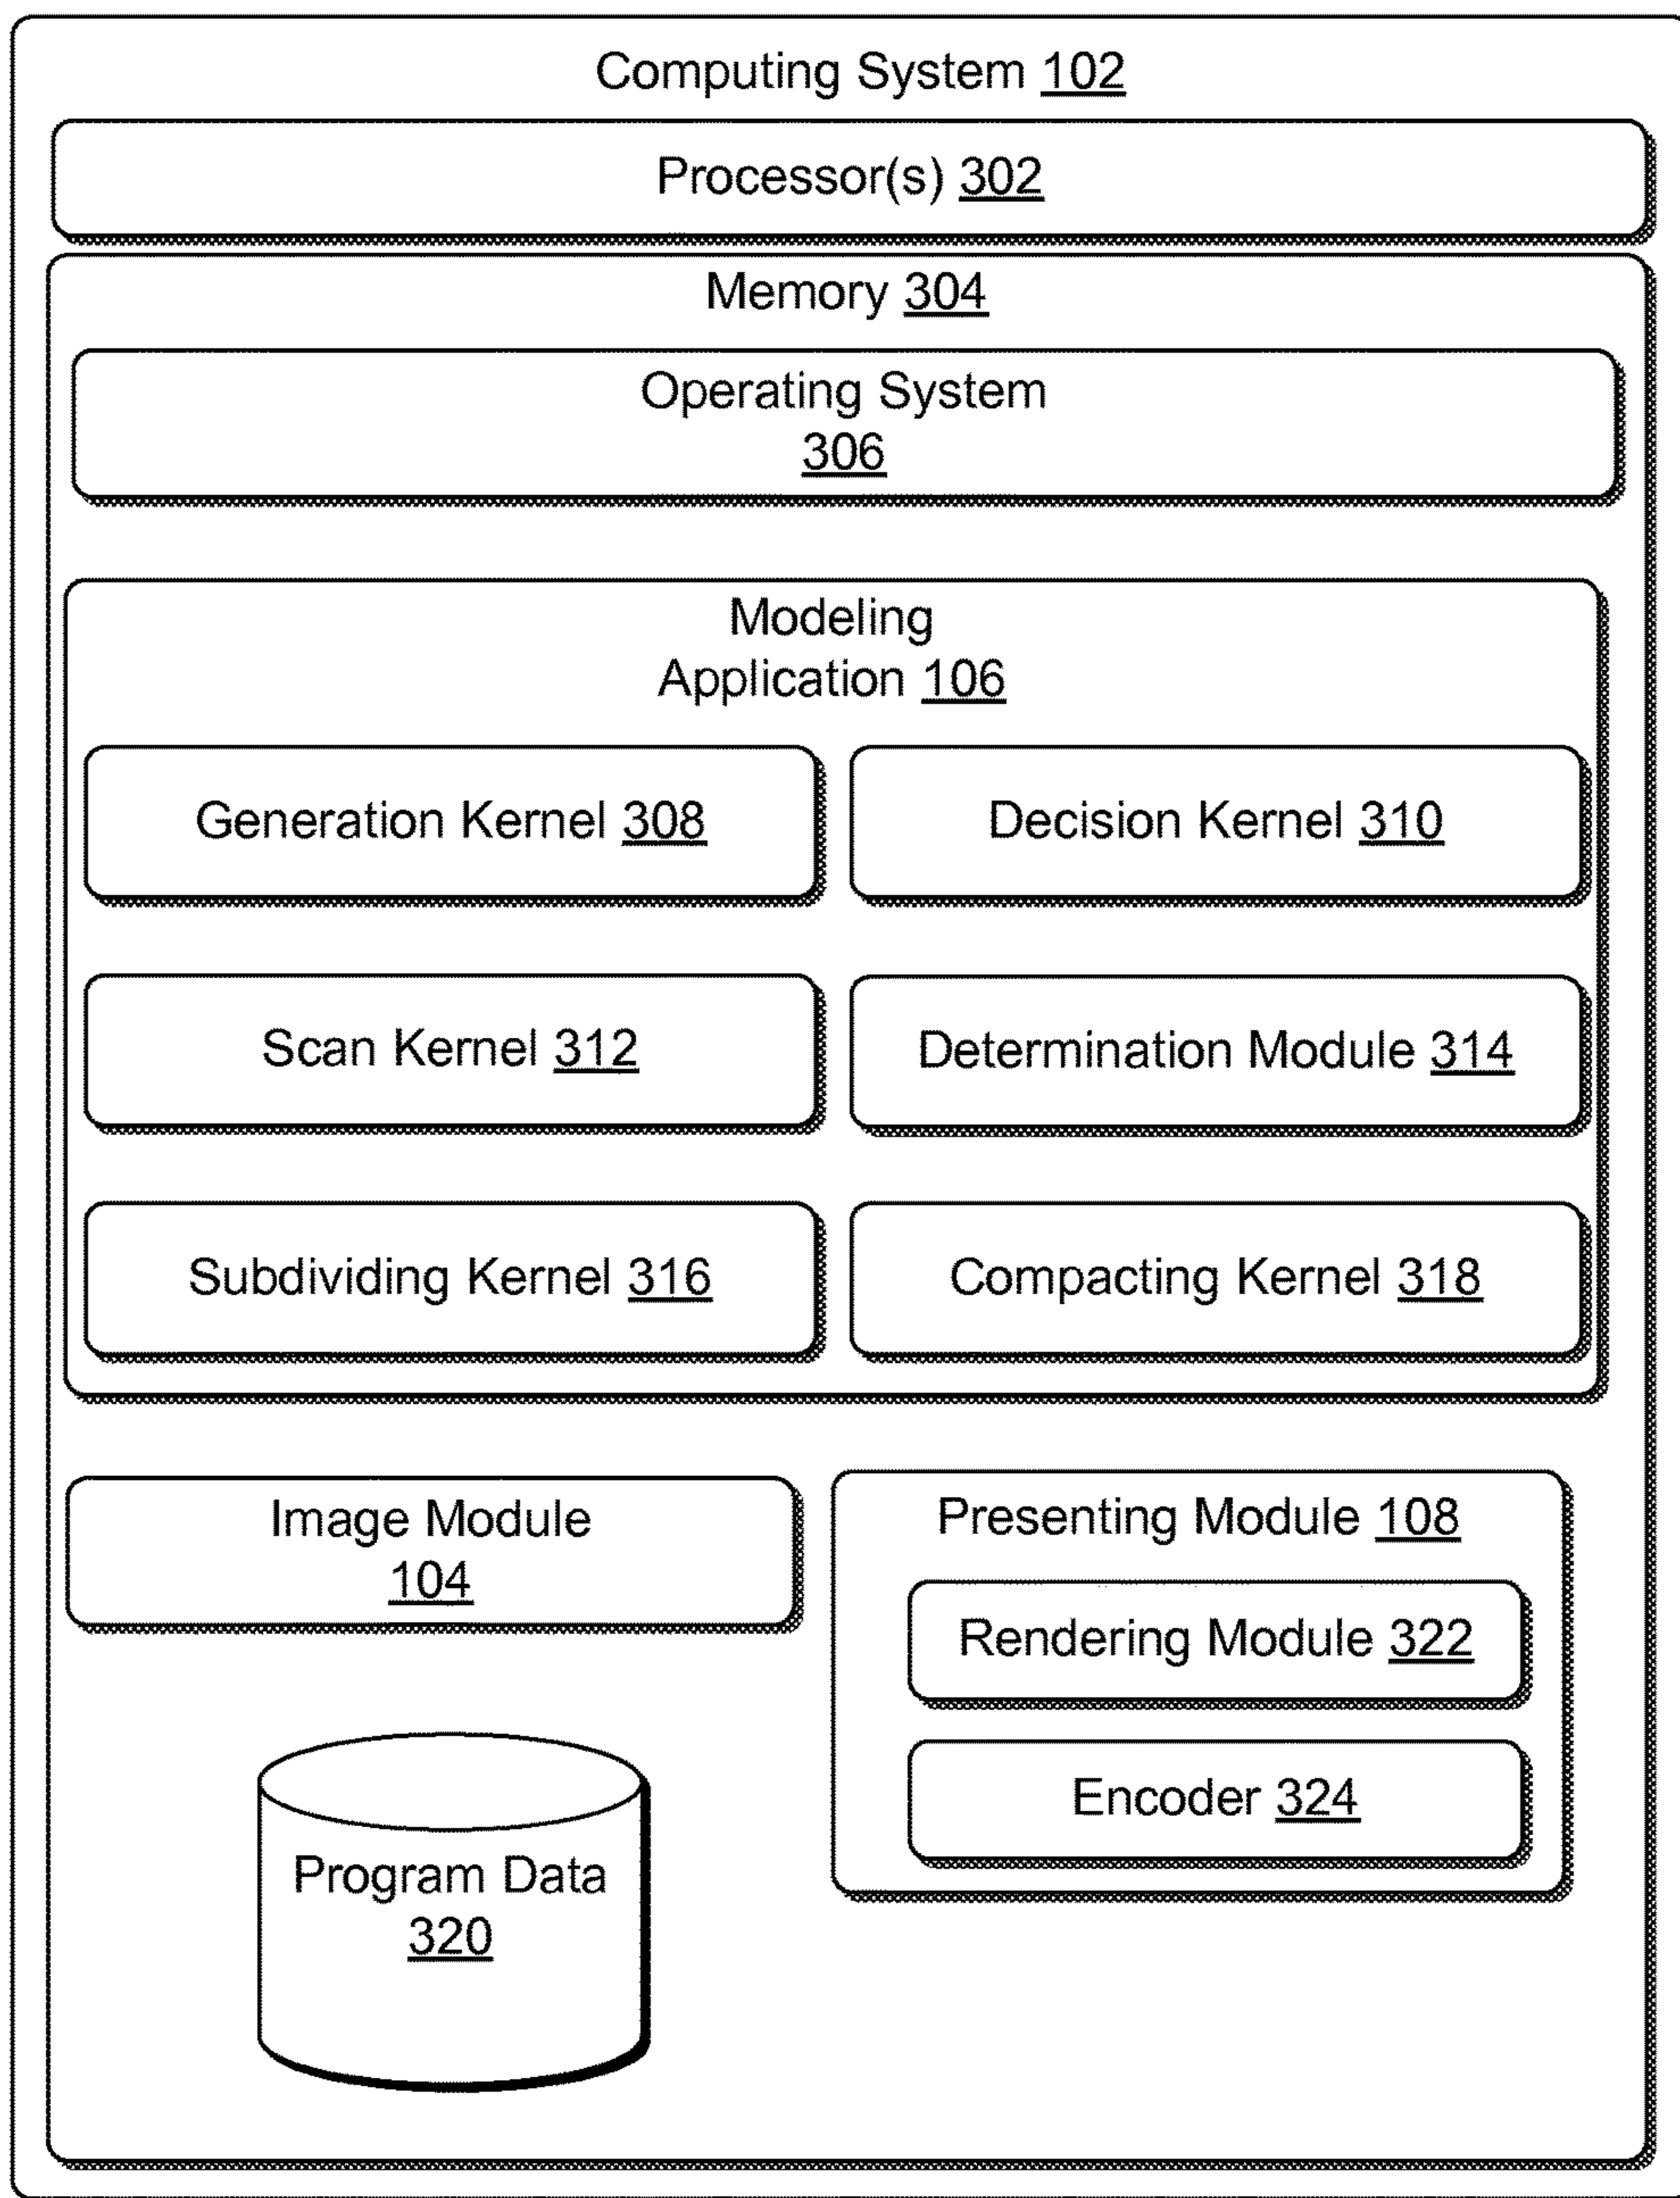 Computing System 102
Processor(s) 302
Memory 304
Operating System
306
Modeling
Application 106
Generation Kernel 308
Decision Kernel 310
Scan Kernel 312
Determination Module 314
Subdividing Kernel 316
Compacting Kernel 318
Image Module
104
Presenting Module 108
Rendering Module 322
Encoder 324
Program Data
320